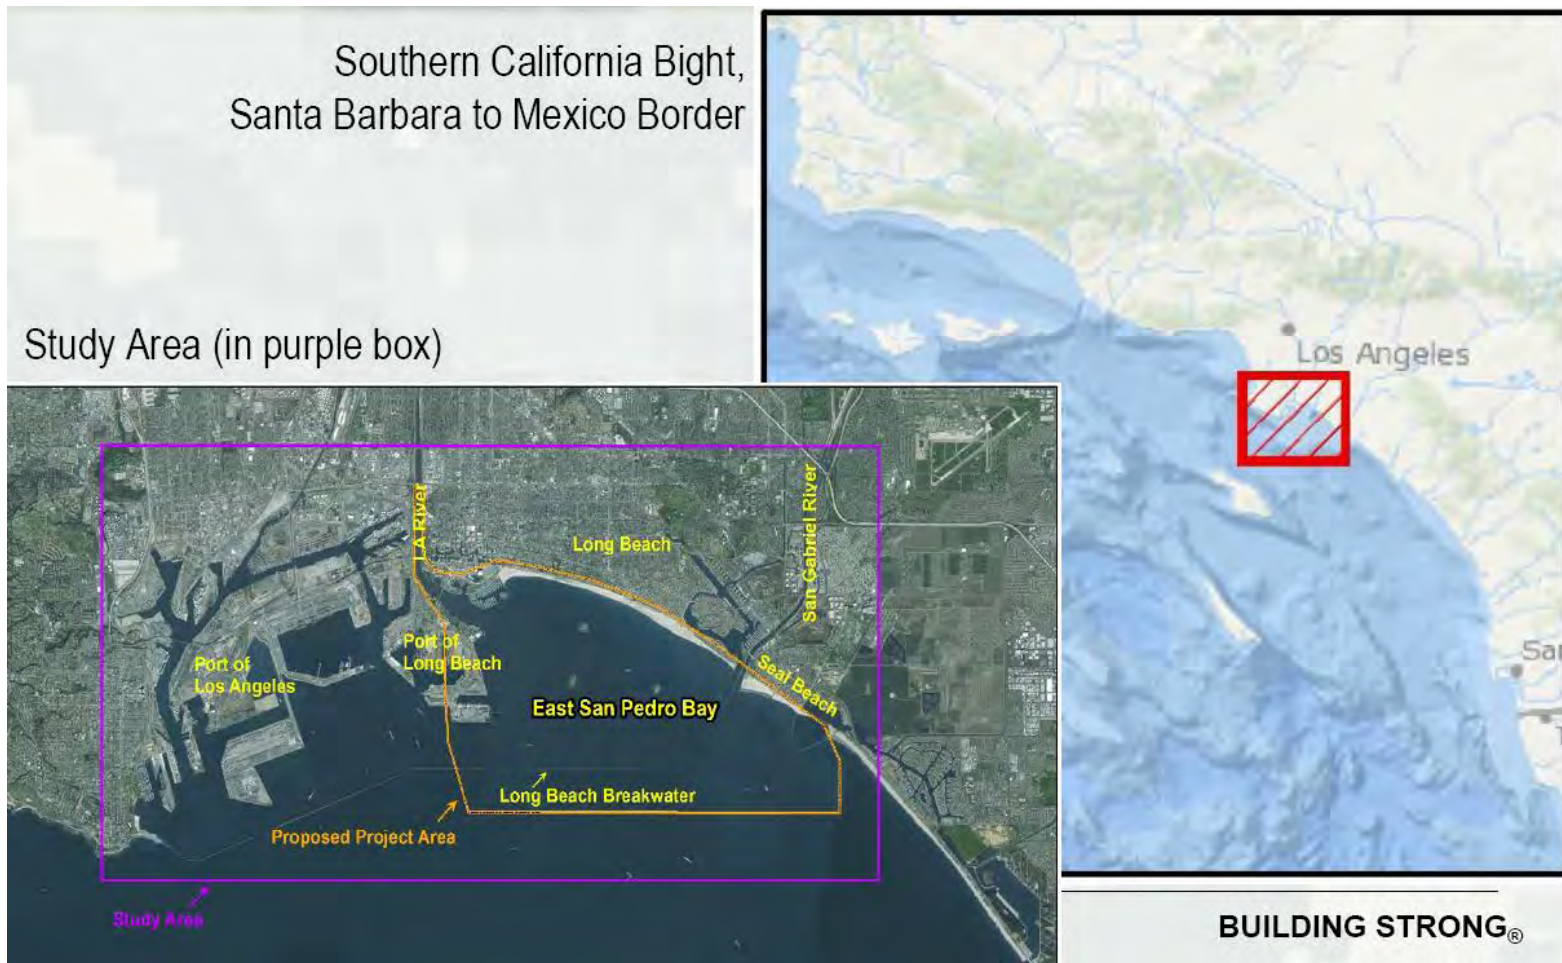 Southern California Bight,
Santa Barbara to Mexico Border
Study Area (in purple box)
Los Angeles
LA River
Long Beach
San Gabriel River
Port of
Los Angeles
Port of
Long Beach
Seal Beach
East San Pedro Bay
Long Beach Breakwater
Proposed Project Area
Study Area
San
BUILDING STRONG®